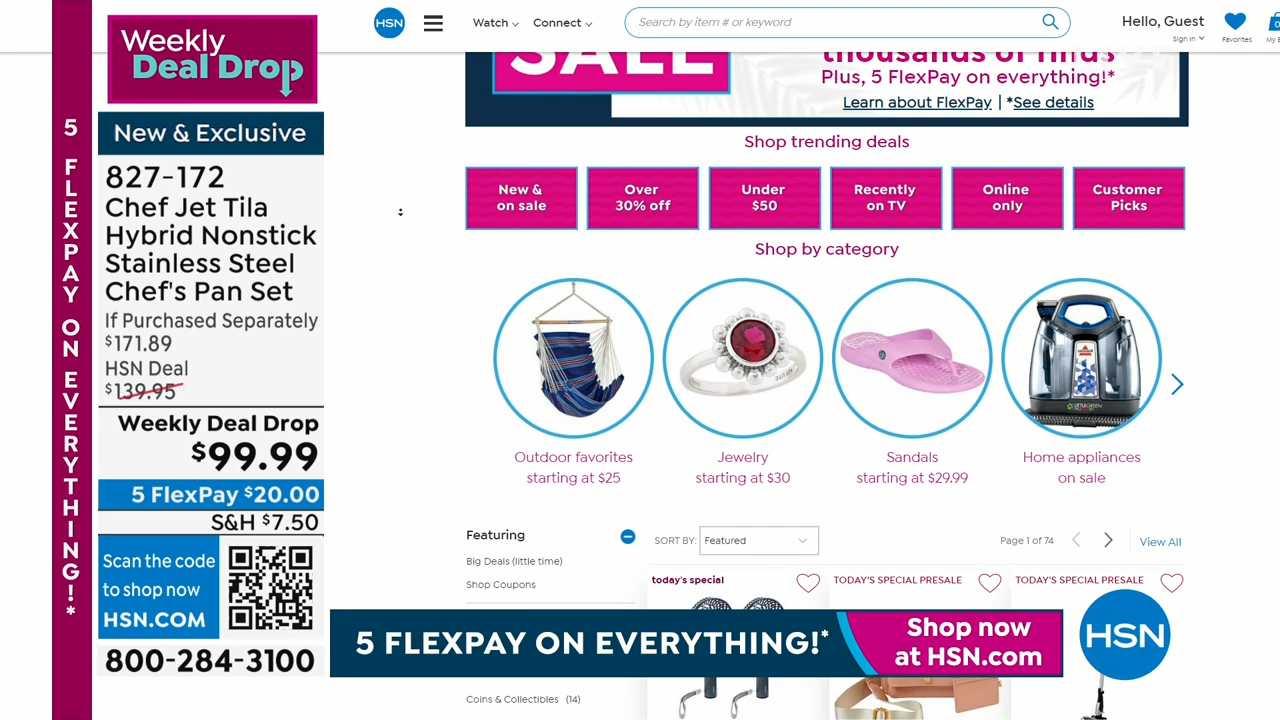 5 FLEXPAY ON EVERYTHING!*
Weekly
Deal Drop
New & Exclusive
827-172
Chef Jet Tila
Hybrid Nonstick
Stainless Steel
Chef's Pan Set
If Purchased Separately
$171.89
HSN Deal
$139.95
Weekly Deal Drop
$99.99
5 FlexPay $20.00
S&H $7.50
Scan the code
to shop now
HSN.COM
800-284-3100
HSN
Watch
Connect
Search by item # or keyword
Hello, Guest
Sign In
Favorites
0
SALE
thousands of finds
Plus, 5 FlexPay on everything!*
Learn about FlexPay | *See details
Shop trending deals
New &
on sale
Over
30% off
Under
$50
Recently
on TV
Online
only
Customer
Picks
Shop by category
Outdoor favorites
starting at $25
Jewelry
starting at $30
Sandals
starting at $29.99
Home appliances
on sale
Featuring
Big Deals (little time)
Shop Coupons
SORT BY: Featured
Page 1 of 74
View All
today's special
TODAY'S SPECIAL PRESALE
TODAY'S SPECIAL PRESALE
5 FLEXPAY ON EVERYTHING!*
Shop now
at HSN.com
HSN
Coins & Collectibles (14)